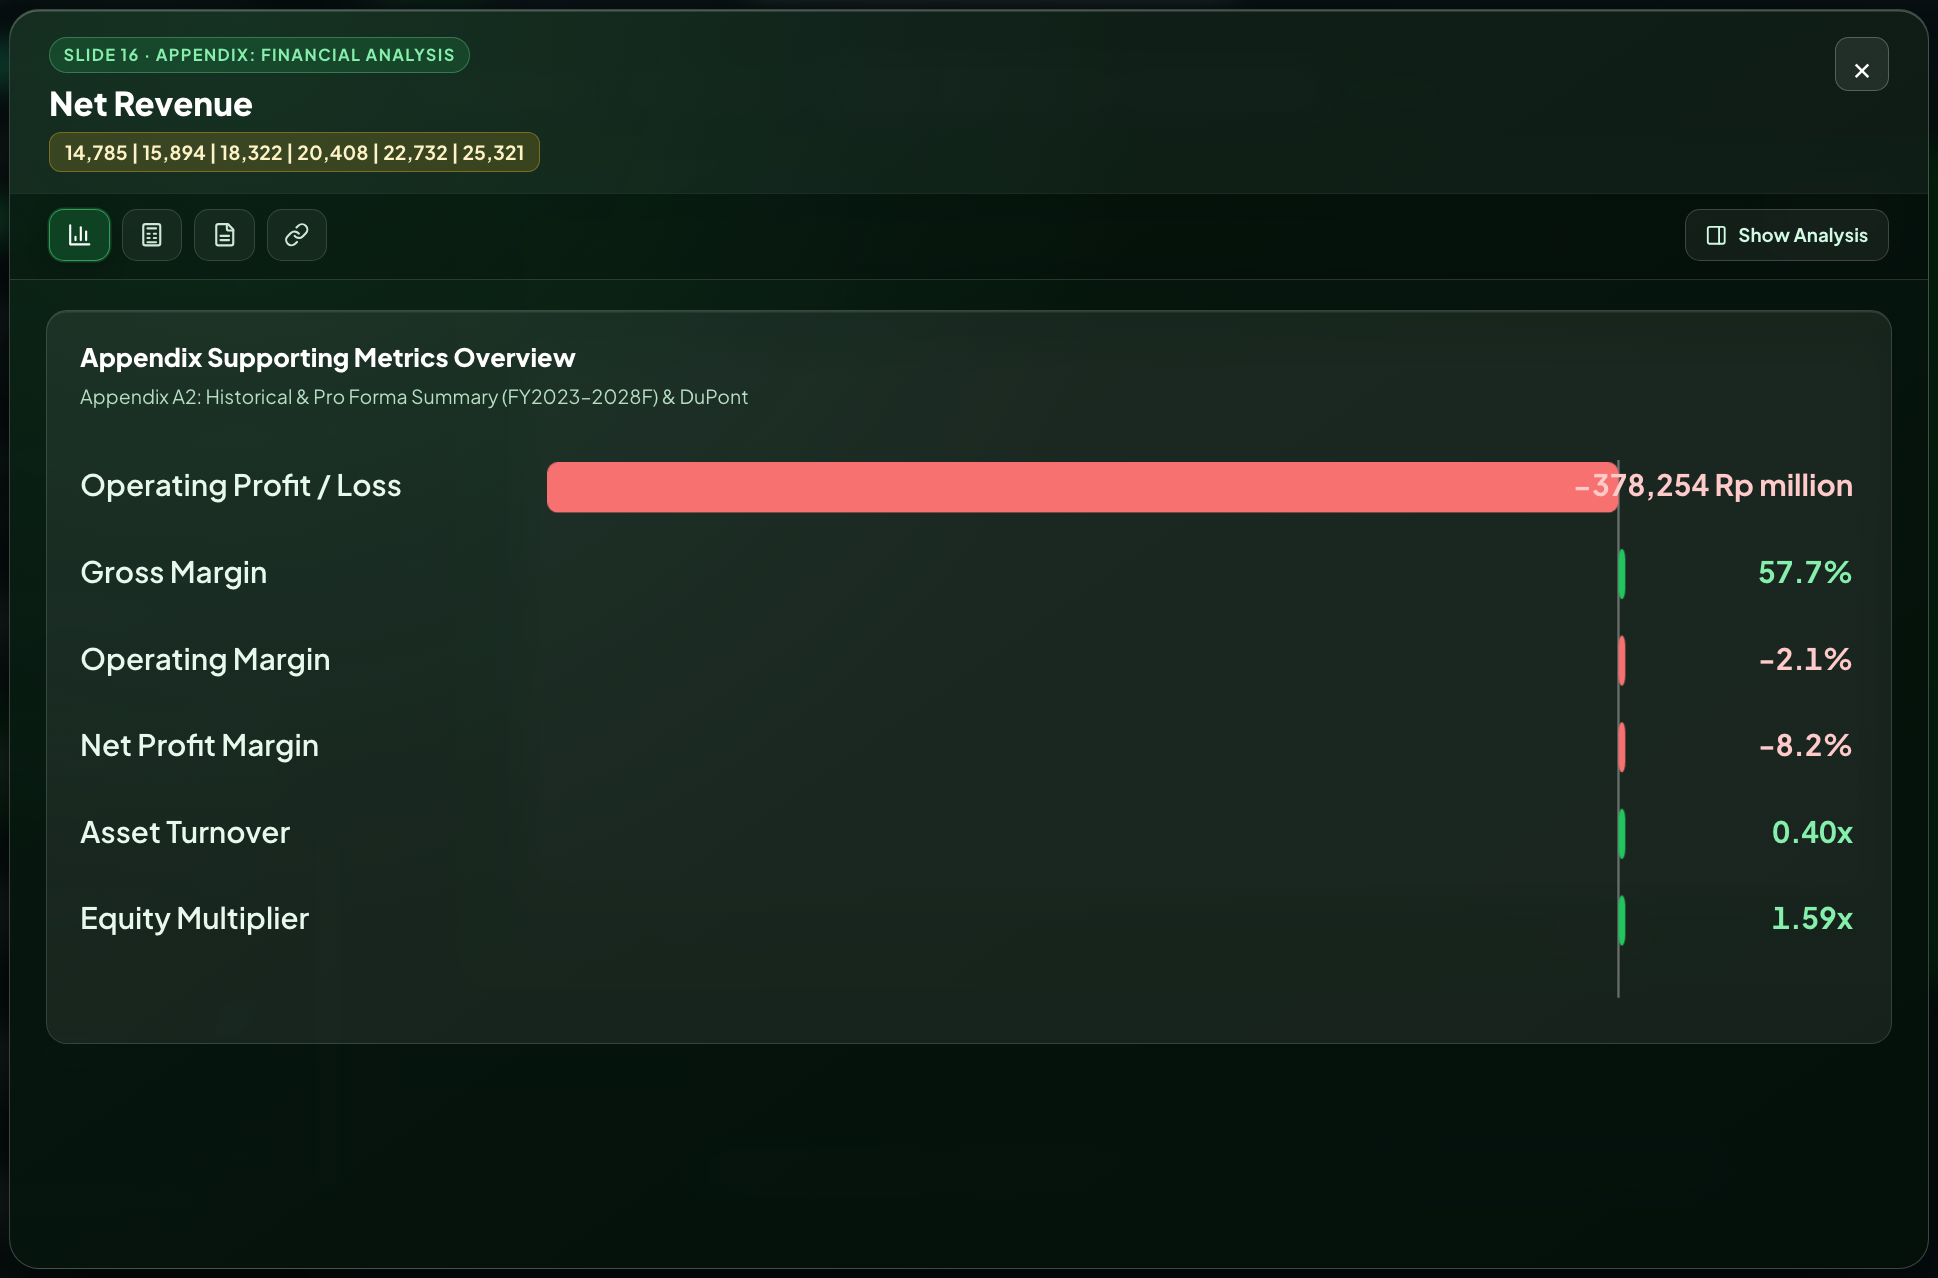 SLIDE 16 · APPENDIX: FINANCIAL ANALYSIS
Net Revenue
14,785 | 15,894 | 18,322 | 20,408 | 22,732 | 25,321
Show Analysis
Appendix Supporting Metrics Overview
Appendix A2: Historical & Pro Forma Summary (FY2023–2028F) & DuPont
Operating Profit / Loss −378,254 Rp million
Gross Margin 57.7%
Operating Margin −2.1%
Net Profit Margin −8.2%
Asset Turnover 0.40x
Equity Multiplier 1.59x